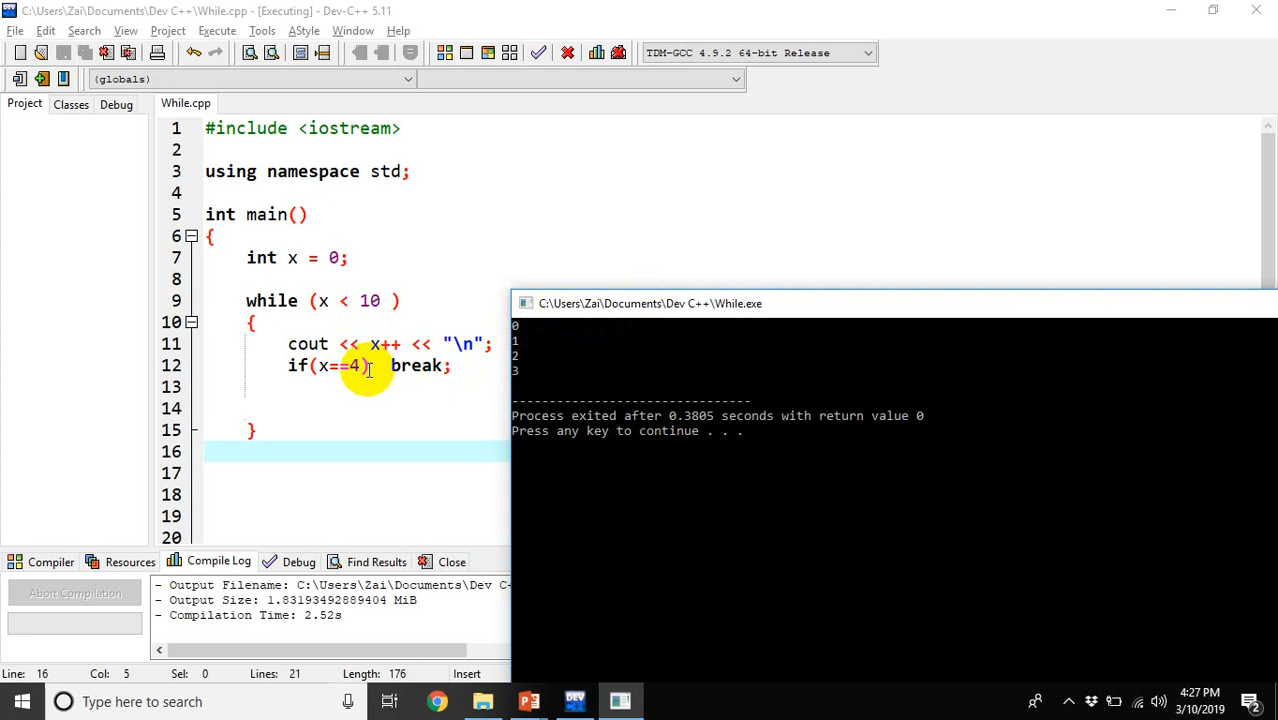 C:\Users\Zai\Documents\Dev C++\While.cpp - [Executing] - Dev-C++ 5.11
File Edit Search View Project Execute Tools AStyle Window Help
TDM-GCC 4.9.2 64-bit Release
(globals)
Project Classes Debug While.cpp
1 #include <iostream>
2
3 using namespace std;
4
5 int main()
6 {
7 int x = 0;
8
9 while (x < 10 )
10 {
11 cout << x++ << "\n";
12 if(x==4) break;
13
14
15 }
16
17
18
19
20
C:\Users\Zai\Documents\Dev C++\While.exe
0
1
2
3
--------------------------------
Process exited after 0.3805 seconds with return value 0
Press any key to continue . . .
Compiler Resources Compile Log Debug Find Results Close
Abort Compilation
- Output Filename: C:\Users\Zai\Documents\Dev C
- Output Size: 1.83193492889404 MiB
- Compilation Time: 2.52s
Line: 16 Col: 5 Sel: 0 Lines: 21 Length: 176 Insert
Type here to search
4:27 PM
3/10/2019
2